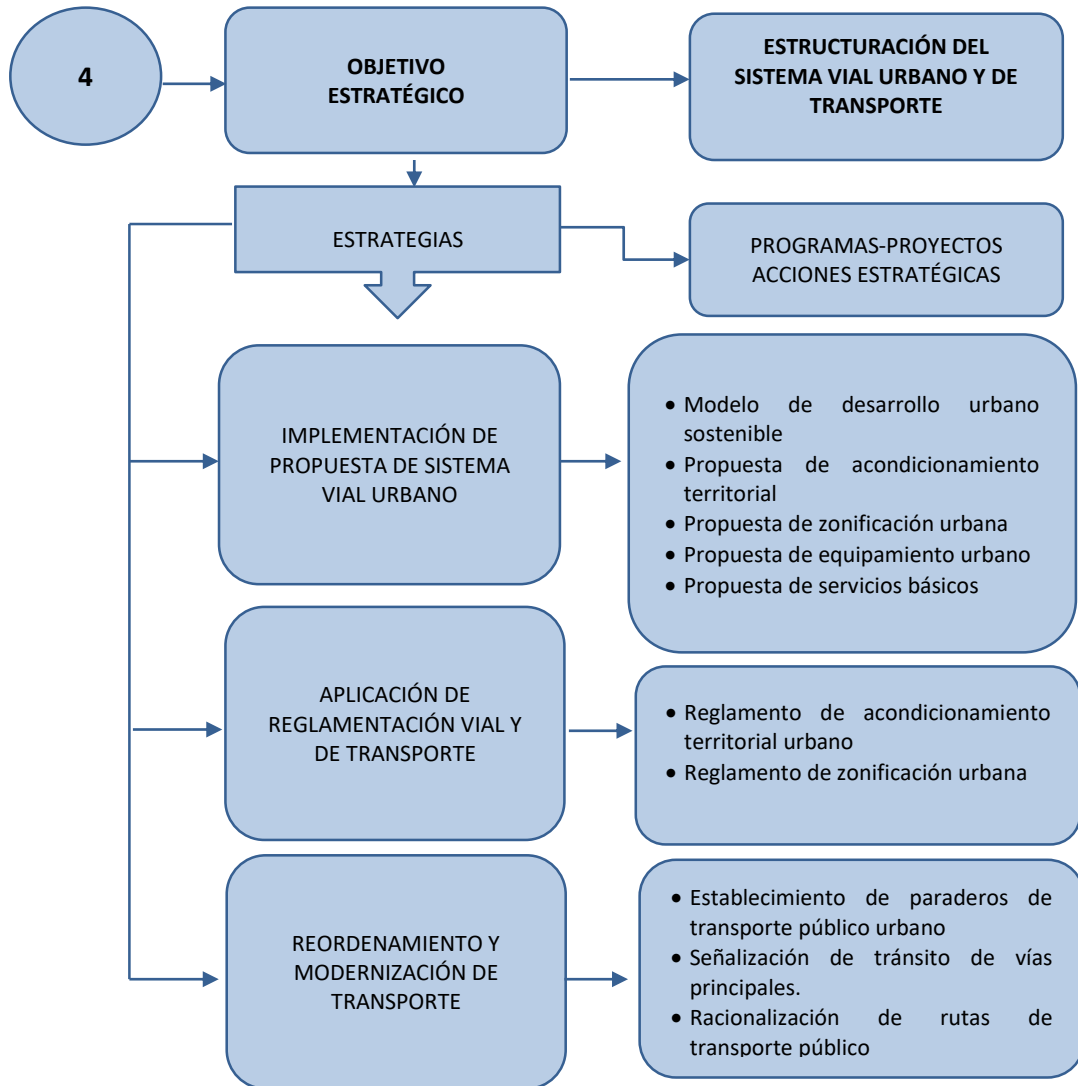 4
OBJETIVO
ESTRATÉGICO
ESTRUCTURACIÓN DEL
SISTEMA VIAL URBANO Y DE
TRANSPORTE
ESTRATEGIAS
PROGRAMAS-PROYECTOS
ACCIONES ESTRATÉGICAS
IMPLEMENTACIÓN DE
PROPUESTA DE SISTEMA
VIAL URBANO
• Modelo de desarrollo urbano
sostenible
• Propuesta de acondicionamiento
territorial
• Propuesta de zonificación urbana
• Propuesta de equipamiento urbano
• Propuesta de servicios básicos
APLICACIÓN DE
REGLAMENTACIÓN VIAL Y
DE TRANSPORTE
• Reglamento de acondicionamiento
territorial urbano
• Reglamento de zonificación urbana
REORDENAMIENTO Y
MODERNIZACIÓN DE
TRANSPORTE
• Establecimiento de paraderos de
transporte público urbano
• Señalización de tránsito de vías
principales.
• Racionalización de rutas de
transporte público